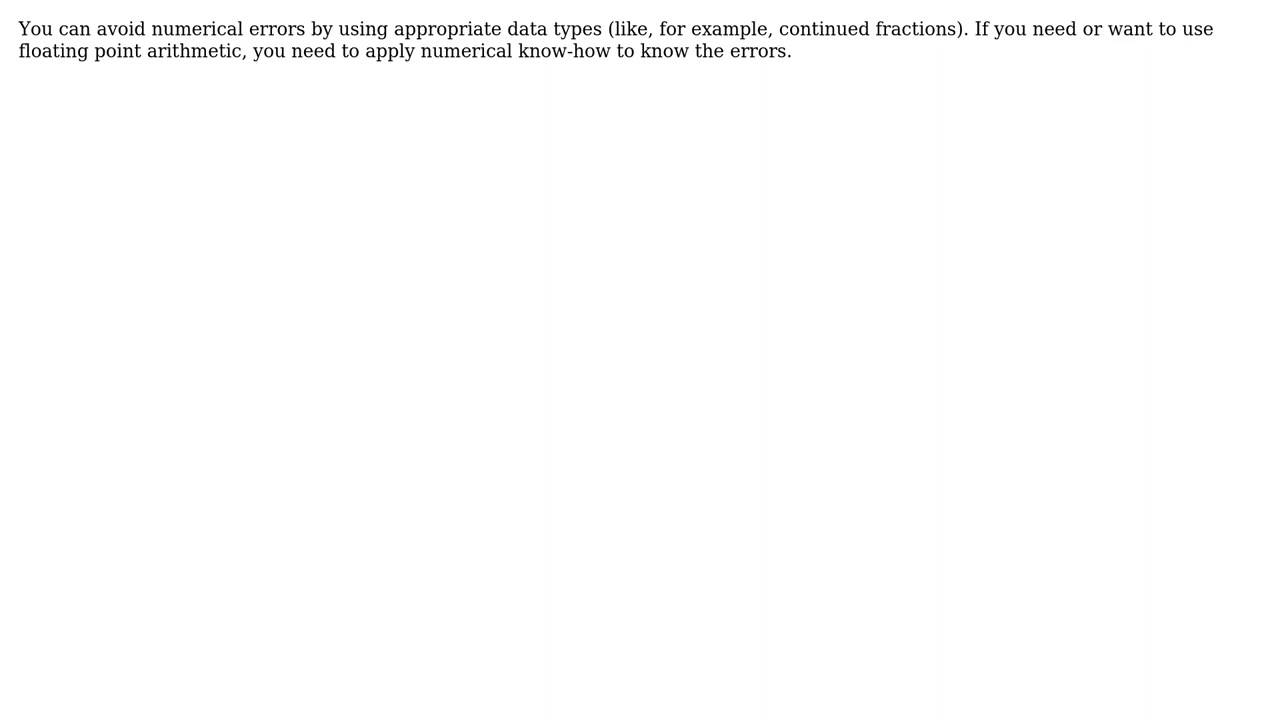 You can avoid numerical errors by using appropriate data types (like, for example, continued fractions). If you need or want to use
floating point arithmetic, you need to apply numerical know-how to know the errors.